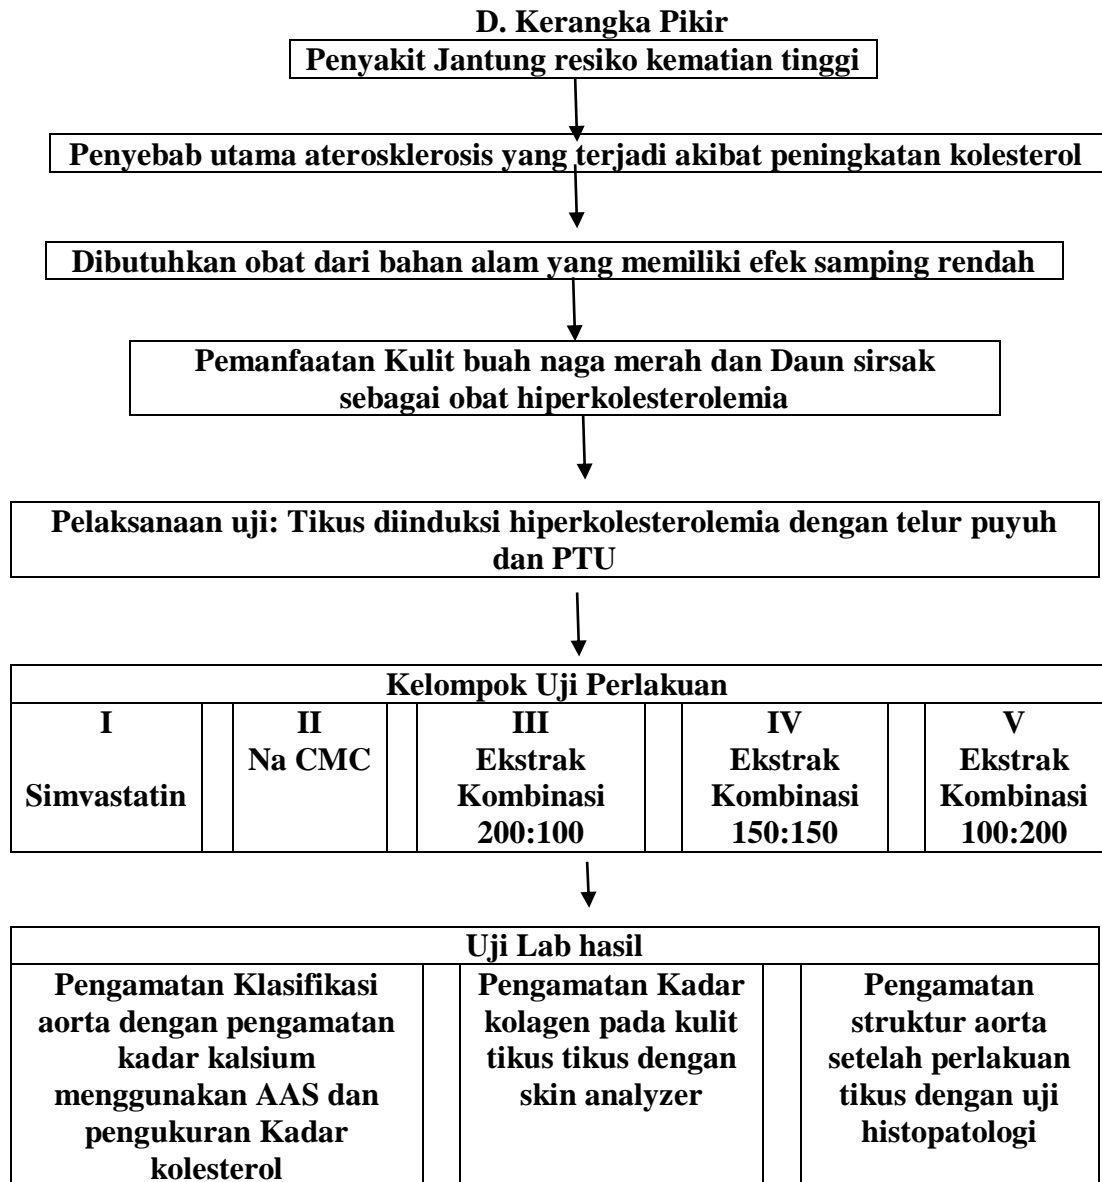 D. Kerangka Pikir
Penyakit Jantung resiko kematian tinggi
Penyebab utama aterosklerosis yang terjadi akibat peningkatan kolesterol
Dibutuhkan obat dari bahan alam yang memiliki efek samping rendah
Pemanfaatan Kulit buah naga merah dan Daun sirsak
sebagai obat hiperkolesterolemia
Pelaksanaan uji: Tikus diinduksi hiperkolesterolemia dengan telur puyuh
dan PTU
Kelompok Uji Perlakuan
I
Simvastatin
II
Na CMC
III
Ekstrak
Kombinasi
200:100
IV
Ekstrak
Kombinasi
150:150
V
Ekstrak
Kombinasi
100:200
Uji Lab hasil
Pengamatan Klasifikasi
aorta dengan pengamatan
kadar kalsium
menggunakan AAS dan
pengukuran Kadar
kolesterol
Pengamatan Kadar
kolagen pada kulit
tikus tikus dengan
skin analyzer
Pengamatan
struktur aorta
setelah perlakuan
tikus dengan uji
histopatologi